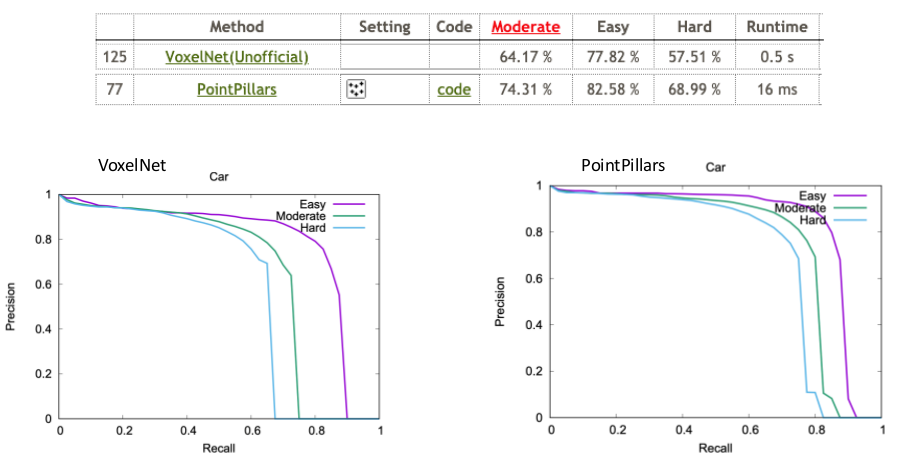 Method Setting Code Moderate Easy Hard Runtime
125 VoxelNet(Unofficial) 64.17 % 77.82 % 57.51 % 0.5 s
77 PointPillars code 74.31 % 82.58 % 68.99 % 16 ms
VoxelNet
Car
Easy
Moderate
Hard
1
0.8
0.6
0.4
0.2
0
Precision
0 0.2 0.4 0.6 0.8 1
Recall
PointPillars
Car
Easy
Moderate
Hard
1
0.8
0.6
0.4
0.2
0
Precision
0 0.2 0.4 0.6 0.8 1
Recall